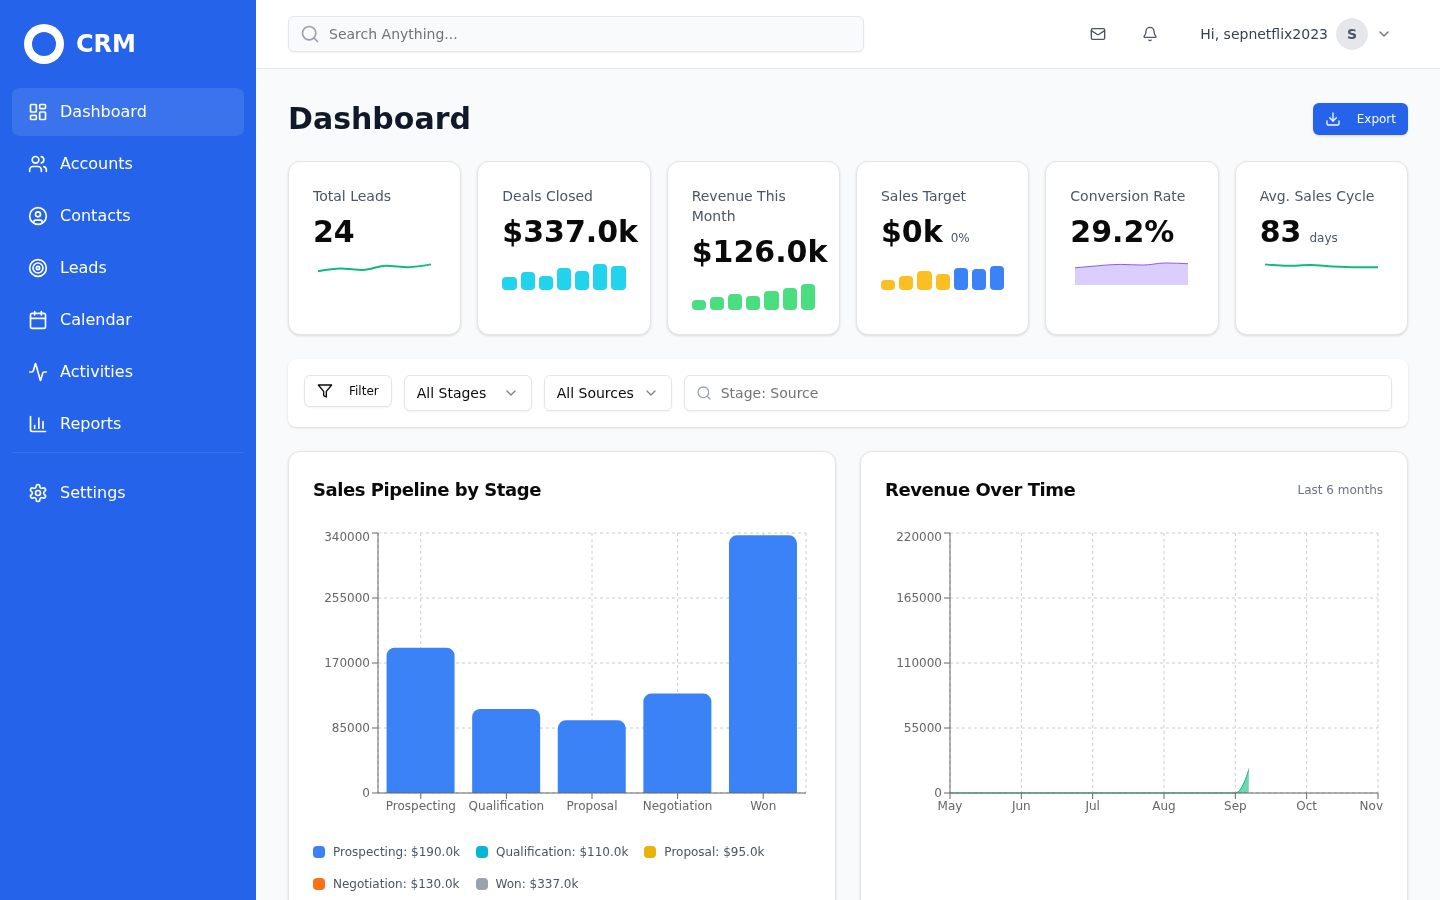 CRM
Dashboard
Accounts
Contacts
Leads
Calendar
Activities
Reports
Settings
Search Anything...
Hi, sepnetflix2023
S
Dashboard
Export
Total Leads
24
Deals Closed
$337.0k
Revenue This
Month
$126.0k
Sales Target
$0k 0%
Conversion Rate
29.2%
Avg. Sales Cycle
83 days
Filter
All Stages
All Sources
Stage: Source
Sales Pipeline by Stage
340000
255000
170000
85000
0
Prospecting Qualification Proposal Negotiation Won
Prospecting: $190.0k Qualification: $110.0k Proposal: $95.0k
Negotiation: $130.0k Won: $337.0k
Revenue Over Time
Last 6 months
220000
165000
110000
55000
0
May Jun Jul Aug Sep Oct Nov